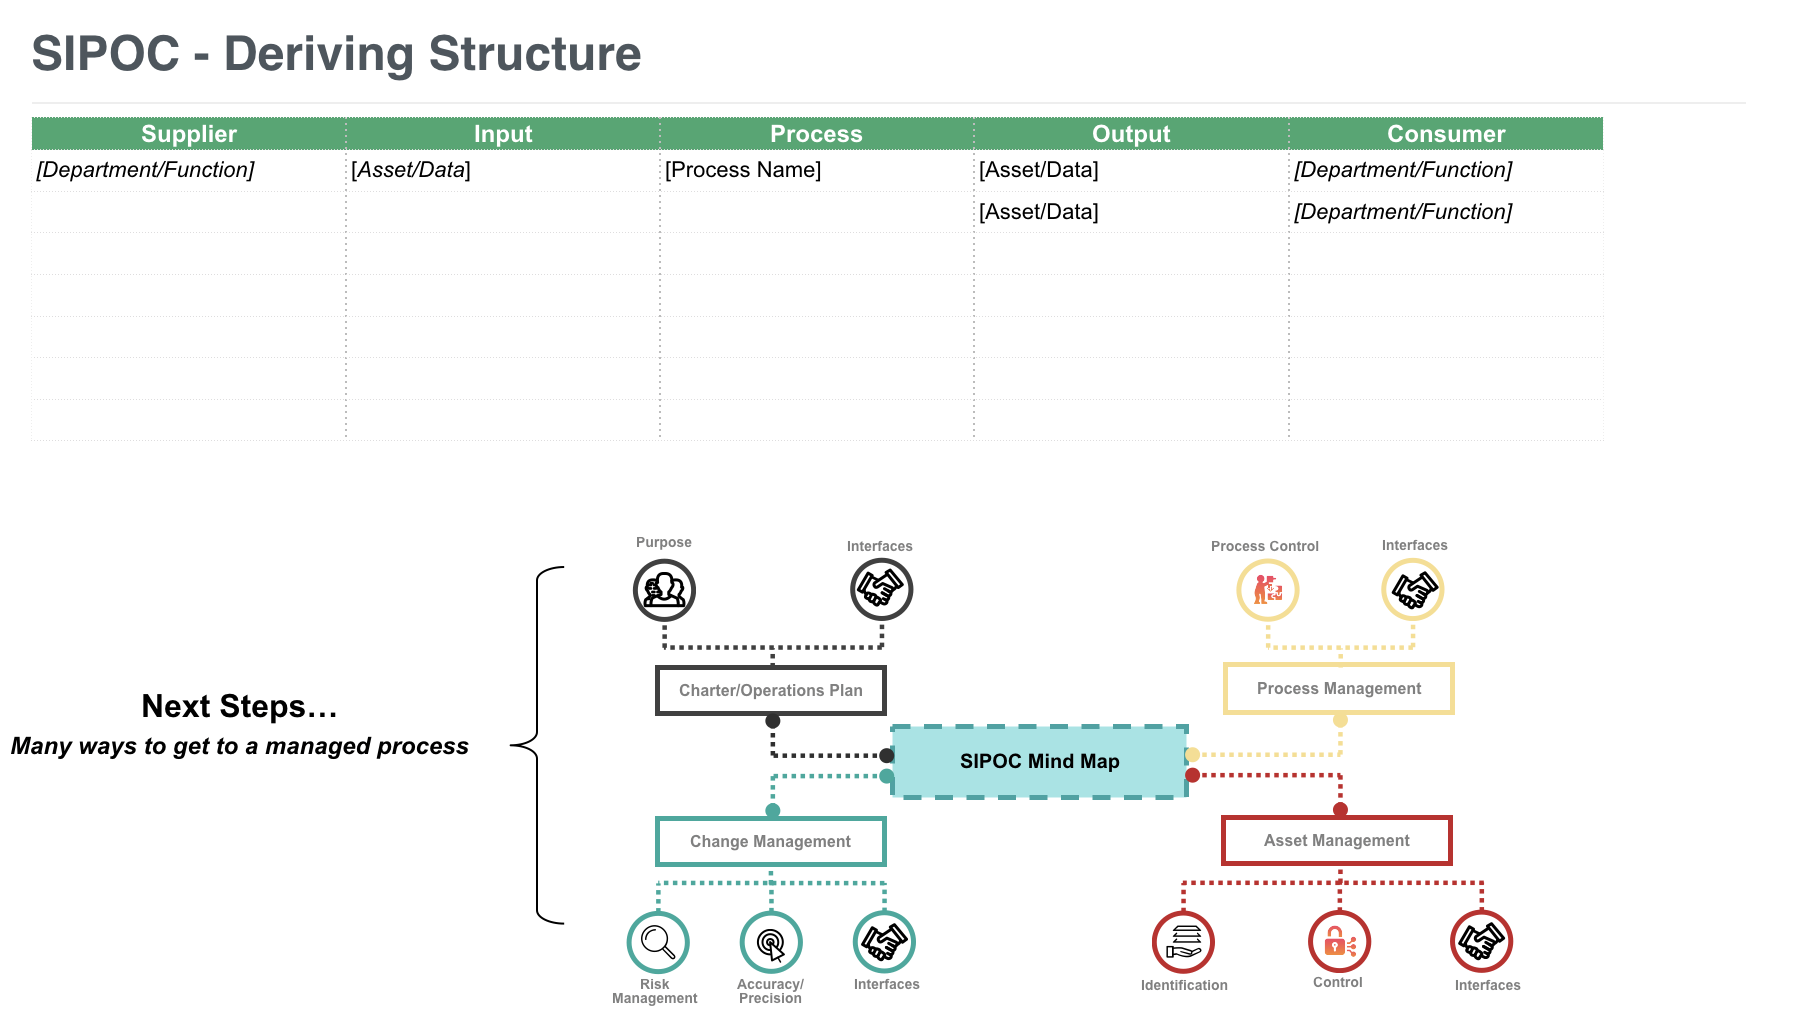 SIPOC - Deriving Structure
Supplier Input Process Output Consumer
[Department/Function] [Asset/Data] [Process Name] [Asset/Data] [Department/Function]
[Asset/Data] [Department/Function]
Purpose
Interfaces
Process Control
Interfaces
Charter/Operations Plan
Process Management
Next Steps…
Many ways to get to a managed process
SIPOC Mind Map
Change Management
Asset Management
Risk
Management
Accuracy/
Precision
Interfaces
Identification
Control
Interfaces